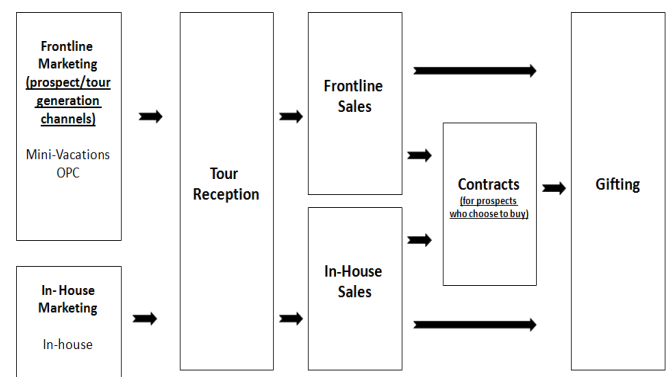 Frontline
Marketing
(prospect/tour
generation
channels)
Mini-Vacations
OPC
In- House
Marketing
In-house
Tour
Reception
Frontline
Sales
In-House
Sales
Contracts
(for prospects
who choose to buy)
Gifting